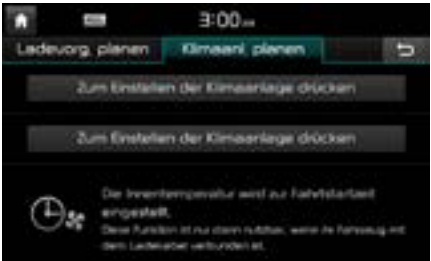 3:00
Ladevorg. planen Klimaanl. planen
Zum Einstellen der Klimaanlage drücken
Zum Einstellen der Klimaanlage drücken
Die Innentemperatur wird zur Fahrtstartzeit
eingestellt.
Diese Funktion ist nur dann nutzbar, wenn Ihr Fahrzeug mit
dem Ladekabel verbunden ist.